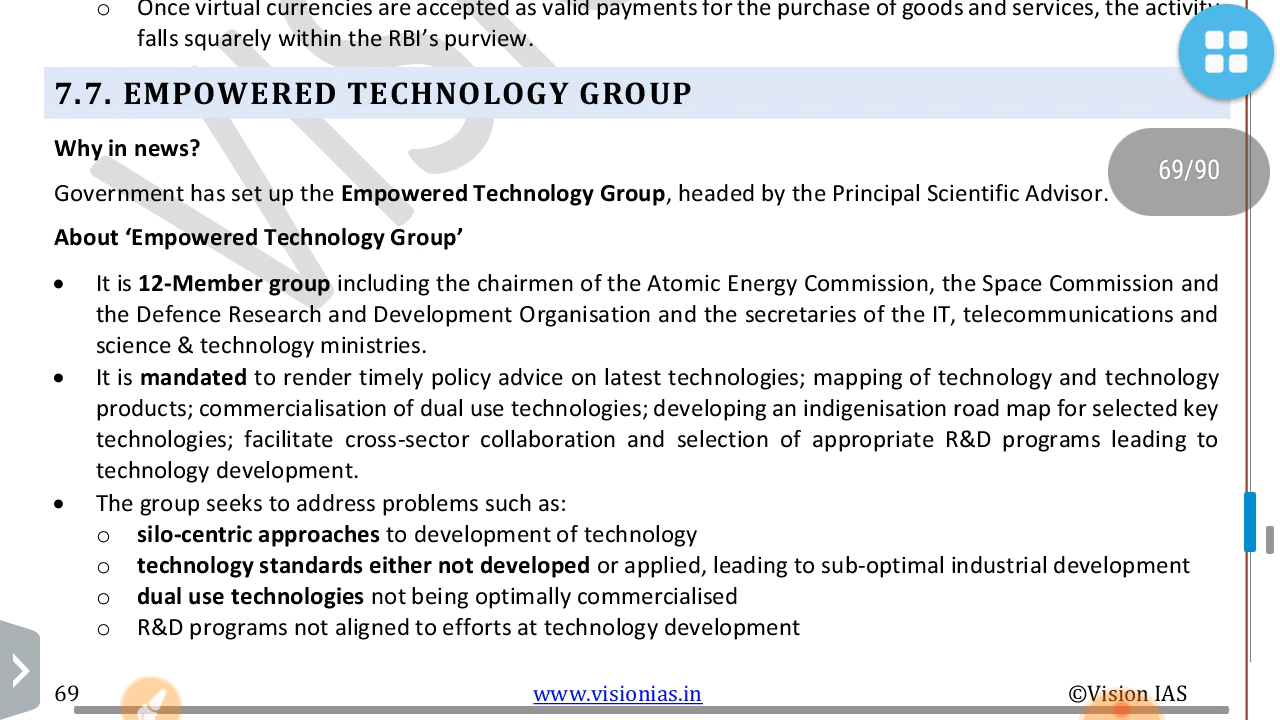 o Once virtual currencies are accepted as valid payments for the purchase of goods and services, the activity
falls squarely within the RBI’s purview.
7.7. EMPOWERED TECHNOLOGY GROUP
Why in news?
69/90
Government has set up the Empowered Technology Group, headed by the Principal Scientific Advisor.
About ‘Empowered Technology Group’
• It is 12-Member group including the chairmen of the Atomic Energy Commission, the Space Commission and
the Defence Research and Development Organisation and the secretaries of the IT, telecommunications and
science & technology ministries.
• It is mandated to render timely policy advice on latest technologies; mapping of technology and technology
products; commercialisation of dual use technologies; developing an indigenisation road map for selected key
technologies; facilitate cross-sector collaboration and selection of appropriate R&D programs leading to
technology development.
• The group seeks to address problems such as:
o silo-centric approaches to development of technology
o technology standards either not developed or applied, leading to sub-optimal industrial development
o dual use technologies not being optimally commercialised
o R&D programs not aligned to efforts at technology development
69 www.visionias.in ©Vision IAS